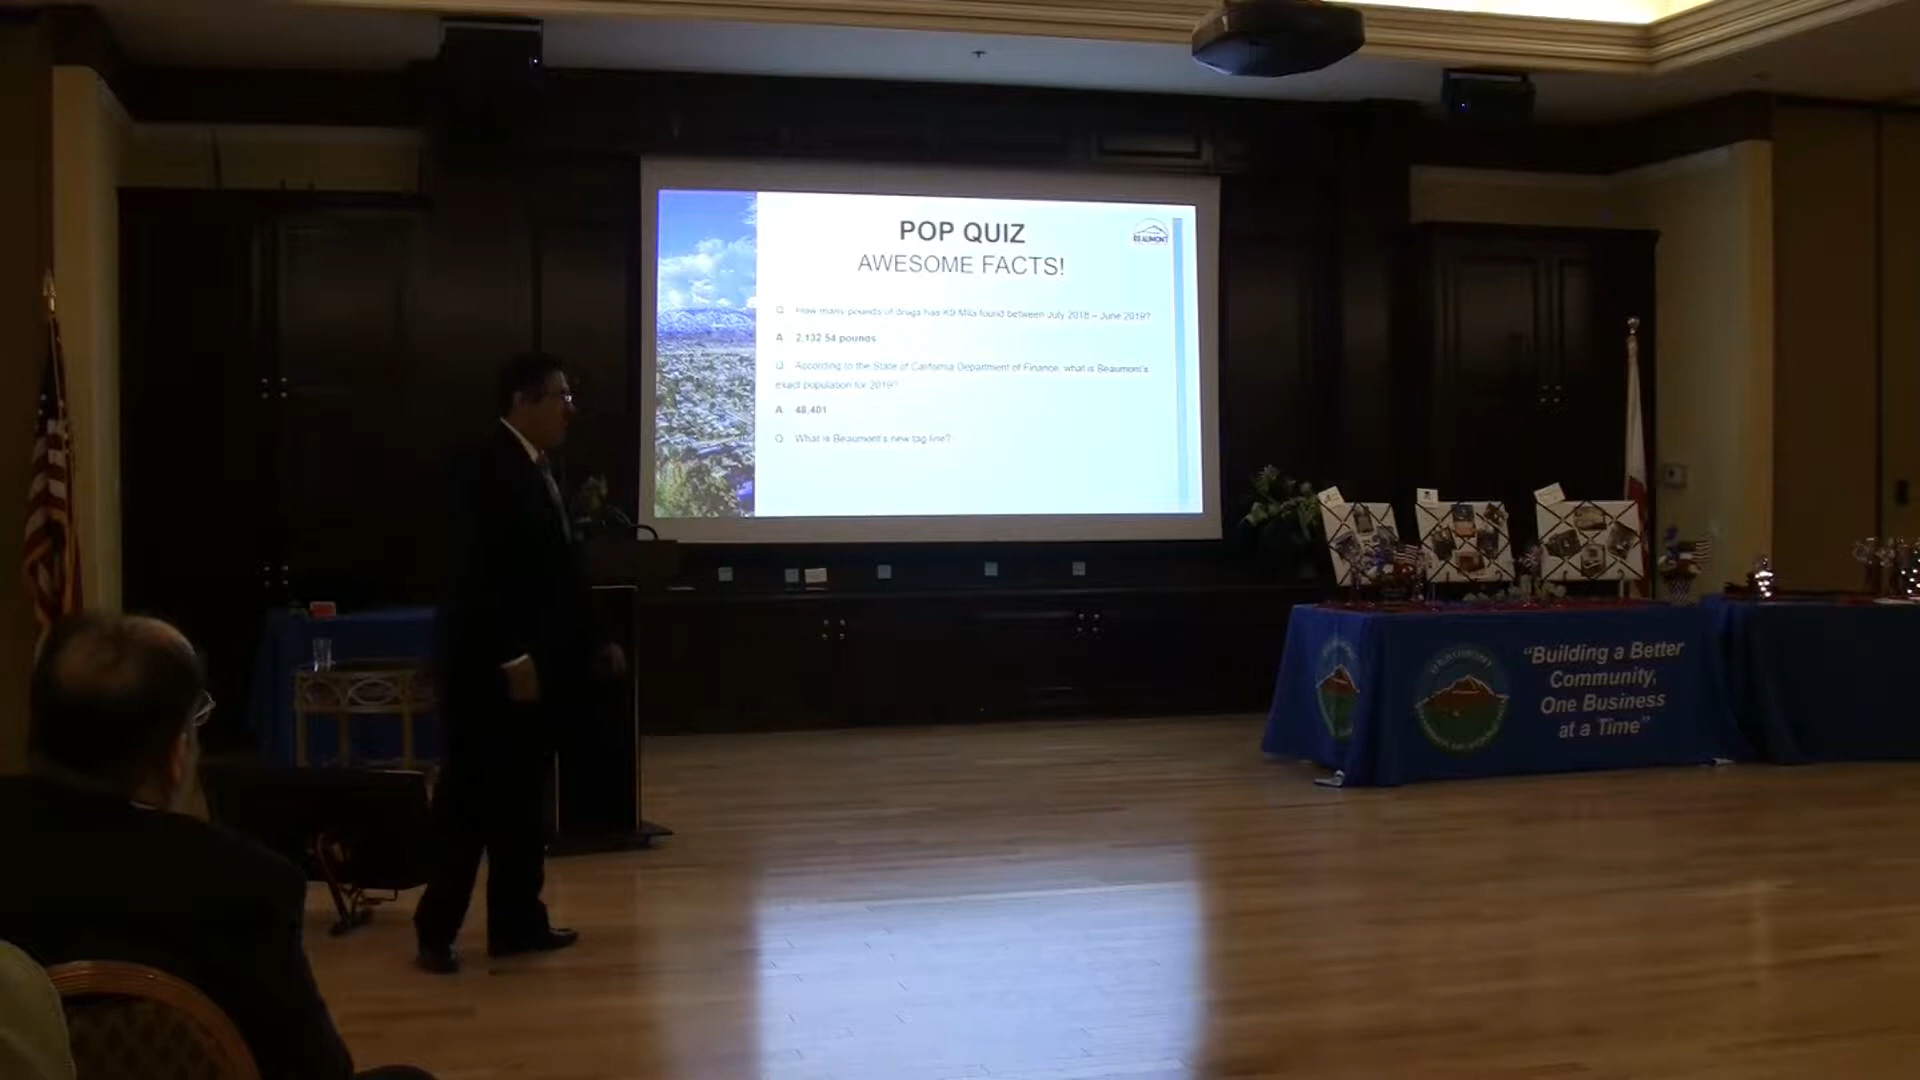 POP QUIZ
AWESOME FACTS!
BEAUMONT
Q. How many pounds of drugs has K9 Mila found between July 2018 – June 2019?
A. 2,132.54 pounds
Q. According to the State of California Department of Finance, what is Beaumont's
exact population for 2019?
A. 48,401
Q. What is Beaumont's new tag line?
"Building a Better
Community,
One Business
at a Time"
BEAUMONT